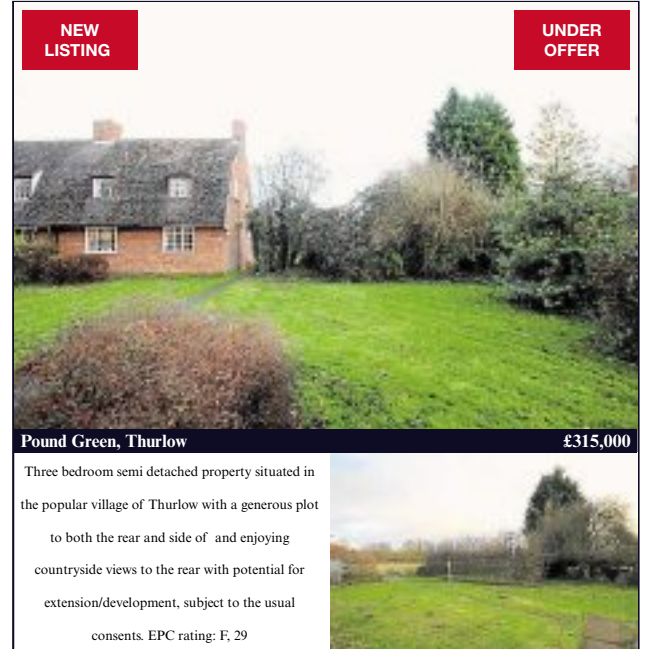 NEW
LISTING
UNDER
OFFER
Pound Green, Thurlow
£315,000
Three bedroom semi detached property situated in
the popular village of Thurlow with a generous plot
to both the rear and side of and enjoying
countryside views to the rear with potential for
extension/development, subject to the usual
consents. EPC rating: F, 29